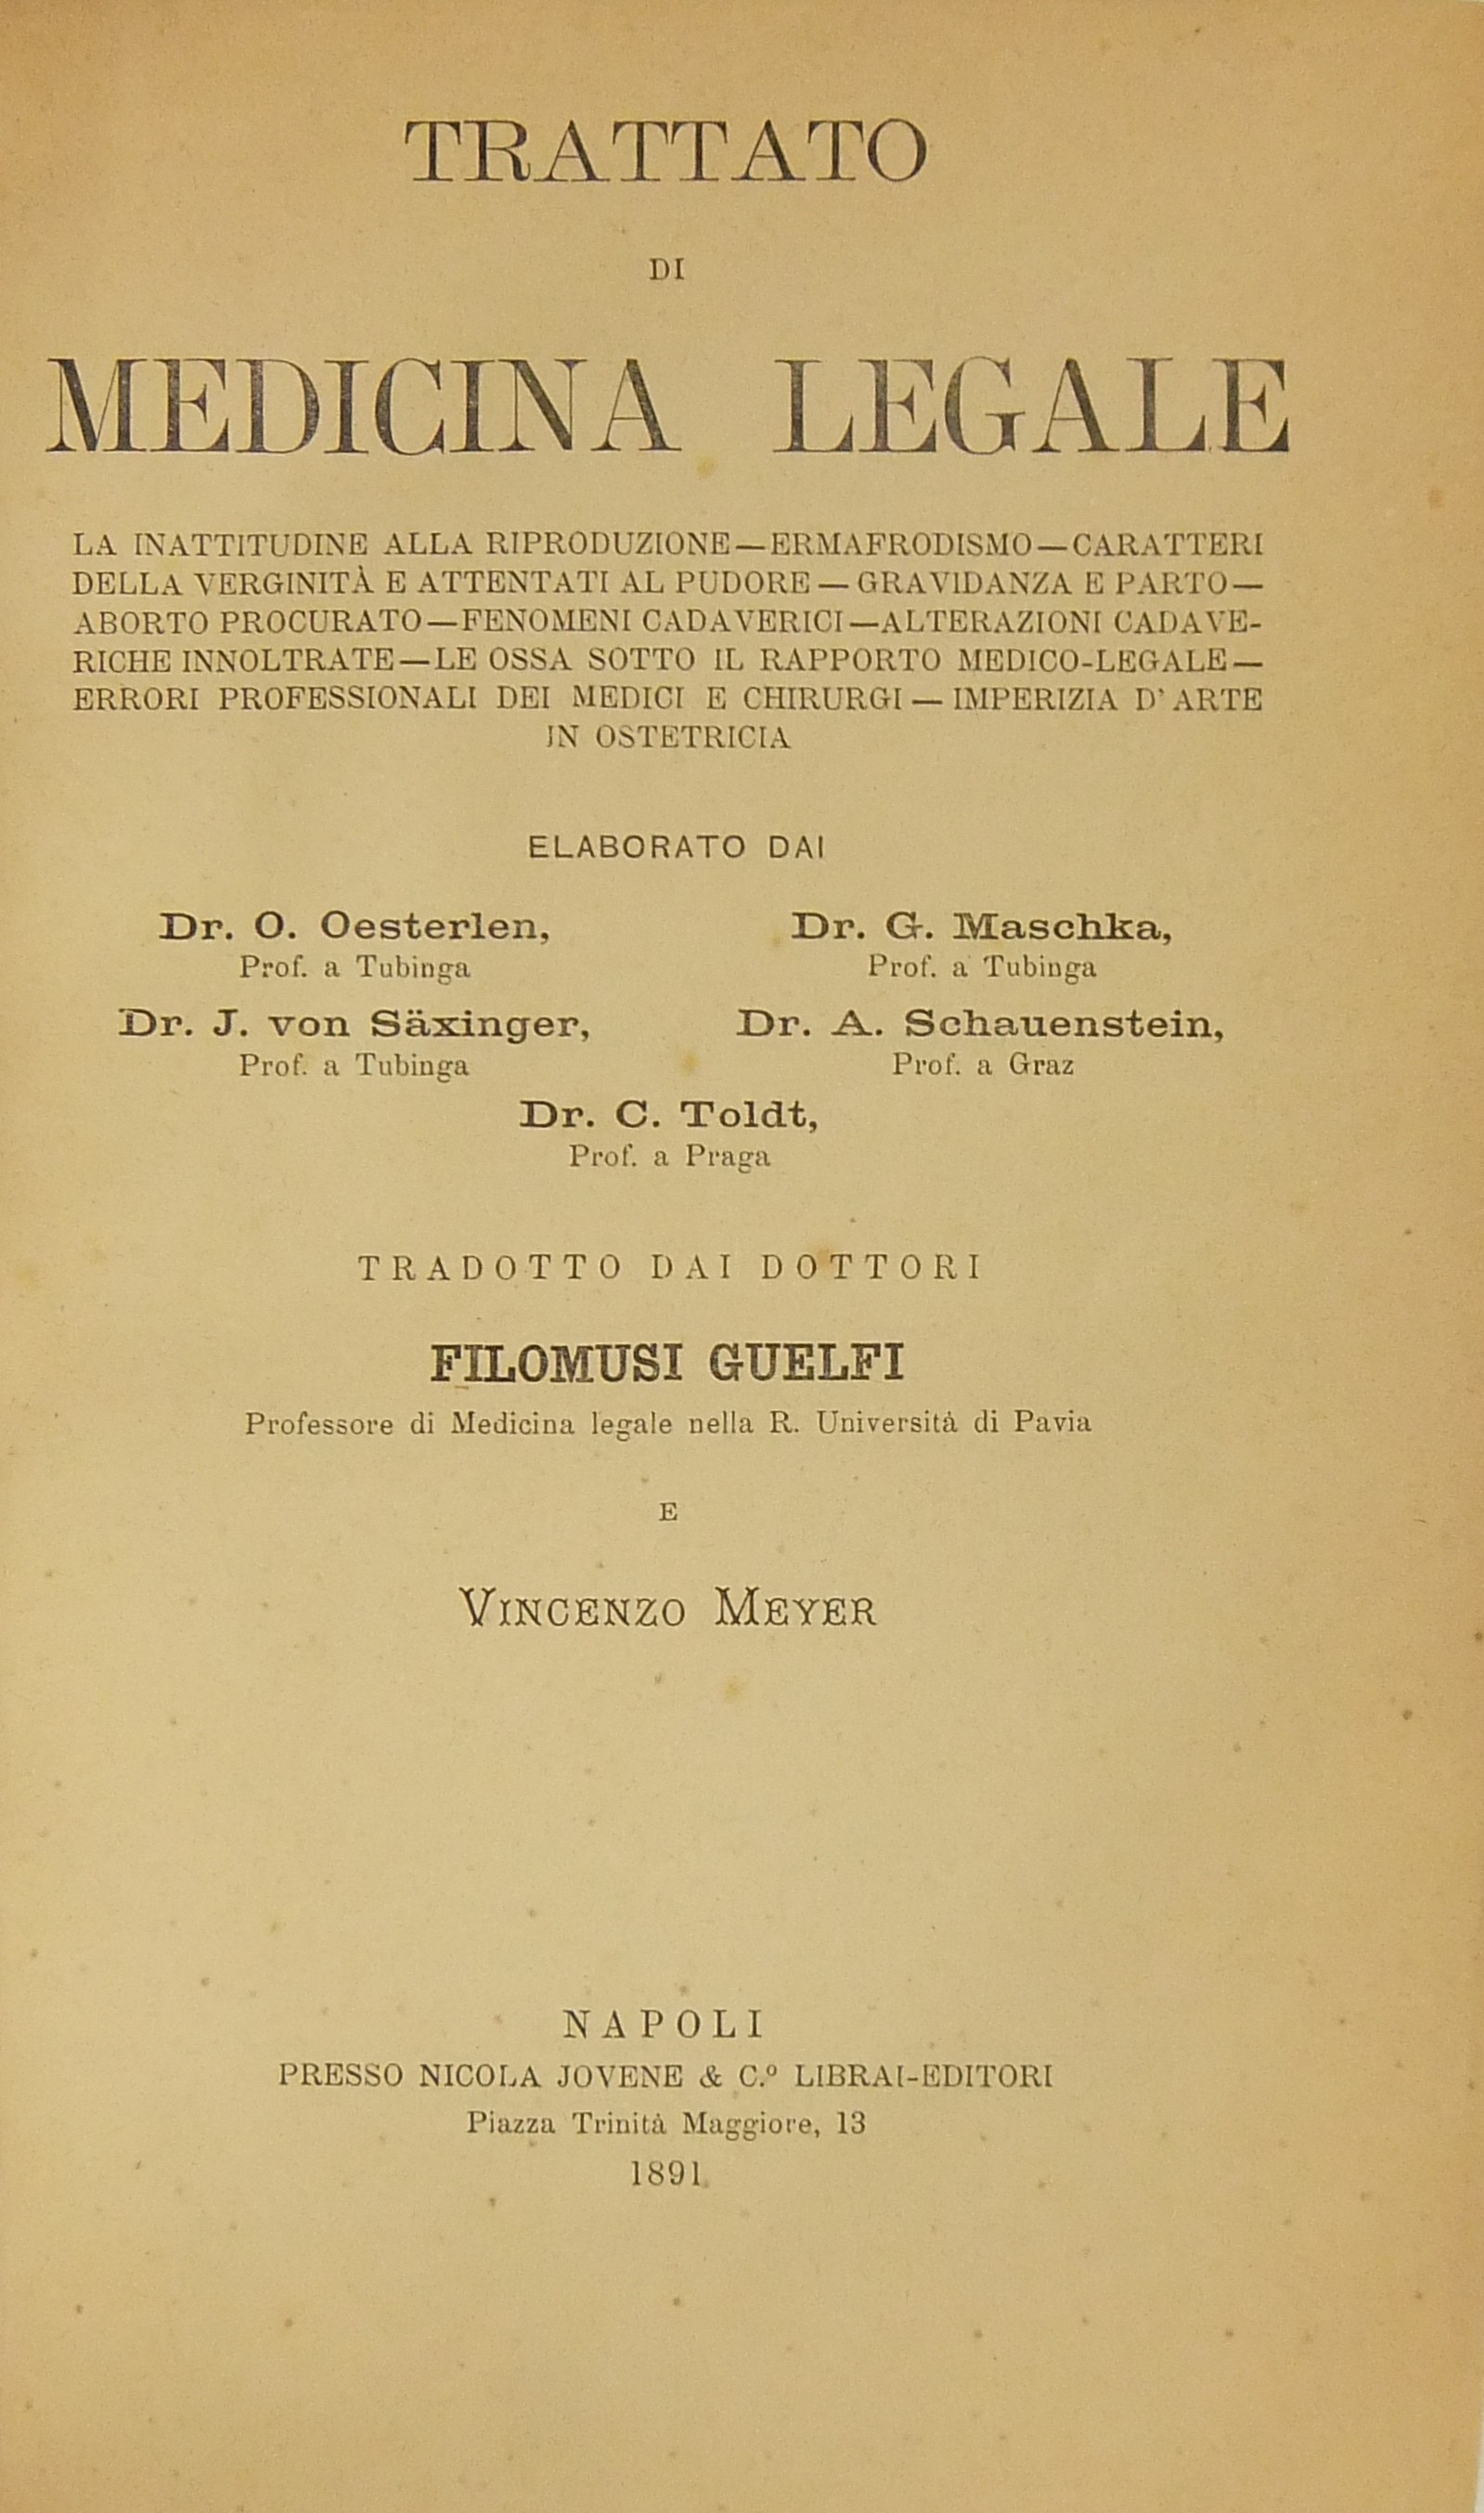 TRATTATO
DI
MEDICINA LEGALE
LA INATTITUDINE ALLA RIPRODUZIONE—ERMAFRODISMO—CARATTERI
DELLA VERGINITÀ E ATTENTATI AL PUDORE — GRAVIDANZA E PARTO—
ABORTO PROCURATO—FENOMENI CADAVERICI—ALTERAZIONI CADAVE-
RICHE INNOLTRATE—LE OSSA SOTTO IL RAPPORTO MEDICO-LEGALE—
ERRORI PROFESSIONALI DEI MEDICI E CHIRURGI — IMPERIZIA D' ARTE
IN OSTETRICIA
ELABORATO DAI
Dr. O. Oesterlen, Dr. G. Maschka,
Prof. a Tubinga Prof. a Tubinga
Dr. J. von Säxinger, Dr. A. Schauenstein,
Prof. a Tubinga Prof. a Graz
Dr. C. Toldt,
Prof. a Praga
TRADOTTO DAI DOTTORI
FILOMUSI GUELFI
Professore di Medicina legale nella R. Università di Pavia
E
VINCENZO MEYER
NAPOLI
PRESSO NICOLA JOVENE & C.º LIBRAI-EDITORI
Piazza Trinità Maggiore, 13
1891